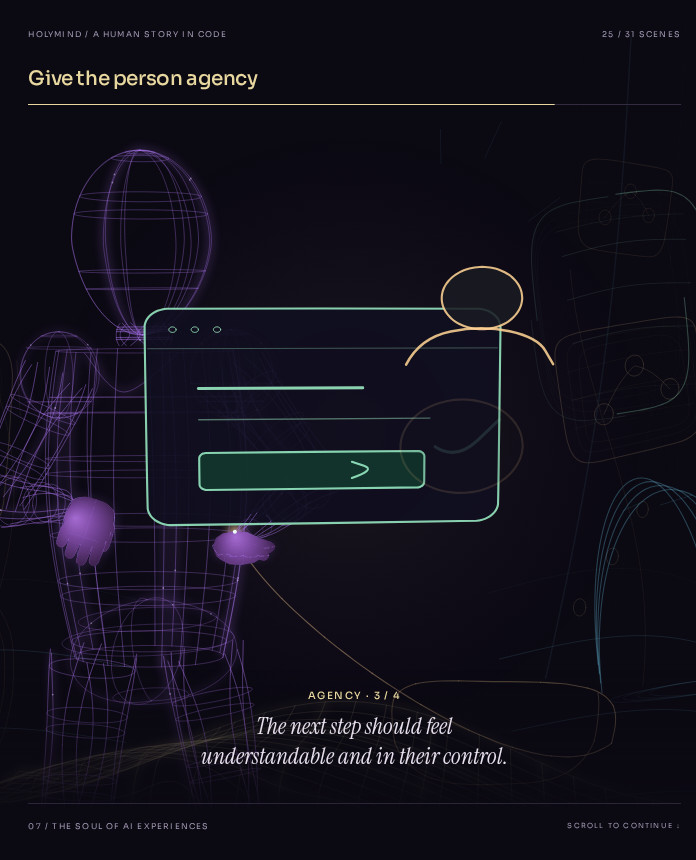 HOLYMIND / A HUMAN STORY IN CODE
25 / 31 SCENES
Give the person agency
AGENCY · 3 / 4
The next step should feel
understandable and in their control.
07 / THE SOUL OF AI EXPERIENCES
SCROLL TO CONTINUE ↓